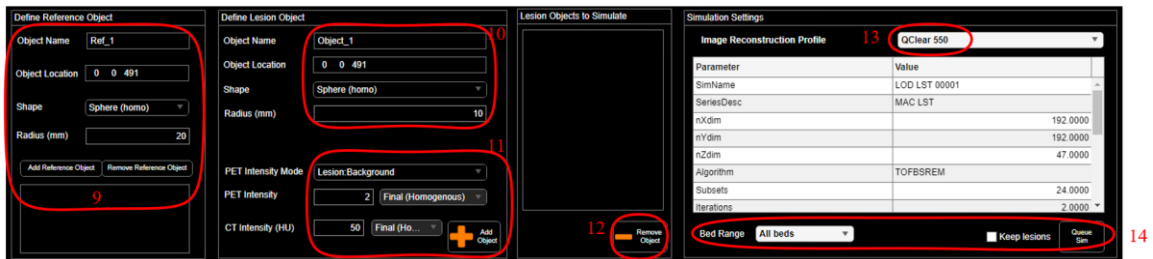 Define Reference Object
Object Name Ref_1
Object Location 0 0 491
Shape Sphere (homo)
Radius (mm) 20
Add Reference Object Remove Reference Object
9
Define Lesion Object
10
Object Name Object_1
Object Location 0 0 491
Shape Sphere (homo)
Radius (mm) 10
11
PET Intensity Mode Lesion:Background
PET Intensity 2 Final (Homogenous)
CT Intensity (HU) 50 Final (Ho...
Add
Object
Lesion Objects to Simulate
12
Remove
Object
Simulation Settings
Image Reconstruction Profile 13 QClear 550
Parameter Value
SimName LOD LST 00001
SeriesDesc MAC LST
nXdim 192.0000
nYdim 192.0000
nZdim 47.0000
Algorithm TOFBSREM
Subsets 24.0000
Iterations 2.0000
Bed Range All beds Keep lesions Queue
Sim
14